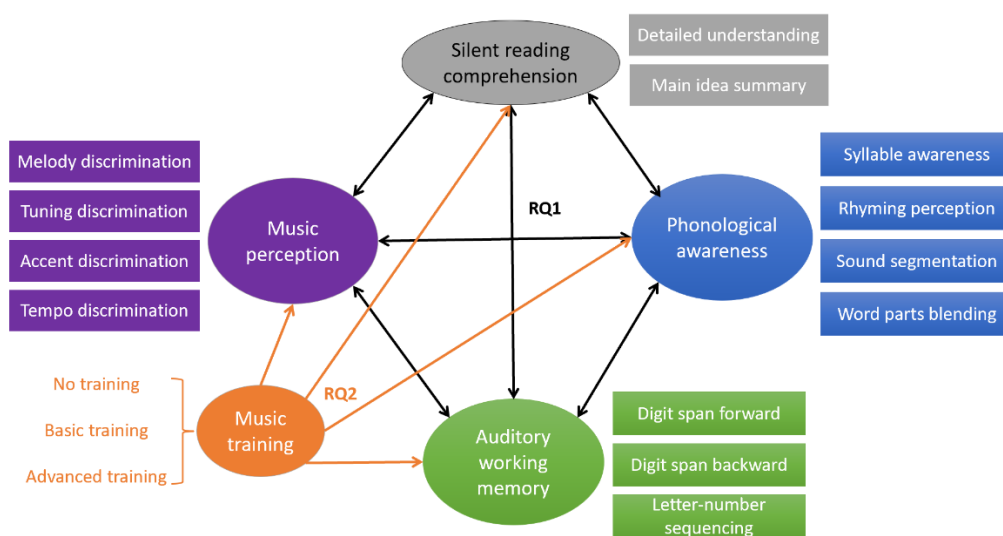 Silent reading
comprehension
Detailed understanding
Main idea summary
Melody discrimination
Tuning discrimination
Accent discrimination
Tempo discrimination
Music
perception
RQ1
Phonological
awareness
Syllable awareness
Rhyming perception
Sound segmentation
Word parts blending
No training
Basic training
Advanced training
Music
training
RQ2
Auditory
working
memory
Digit span forward
Digit span backward
Letter-number
sequencing